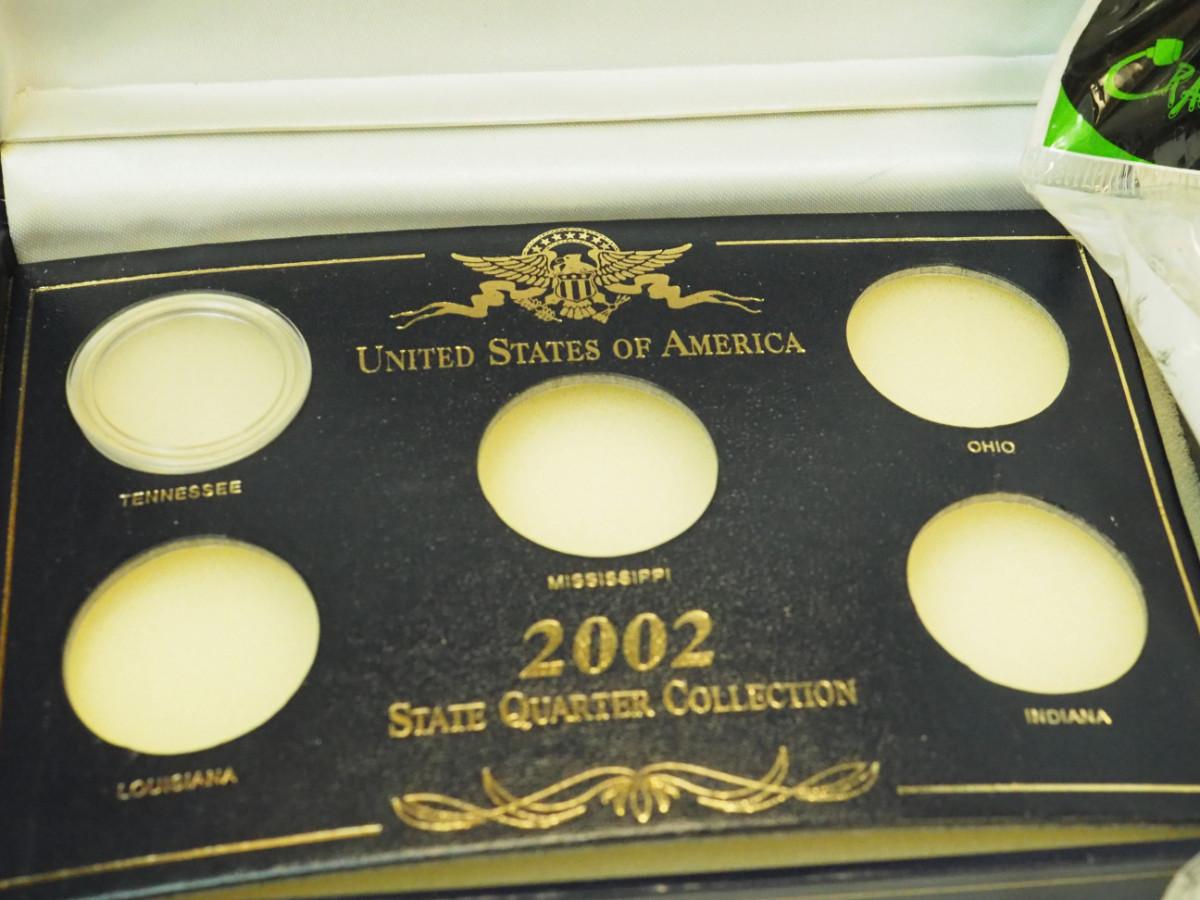 UNITED STATES OF AMERICA
TENNESSEE
OHIO
MISSISSIPPI
2002
STATE QUARTER COLLECTION
LOUISIANA
INDIANA